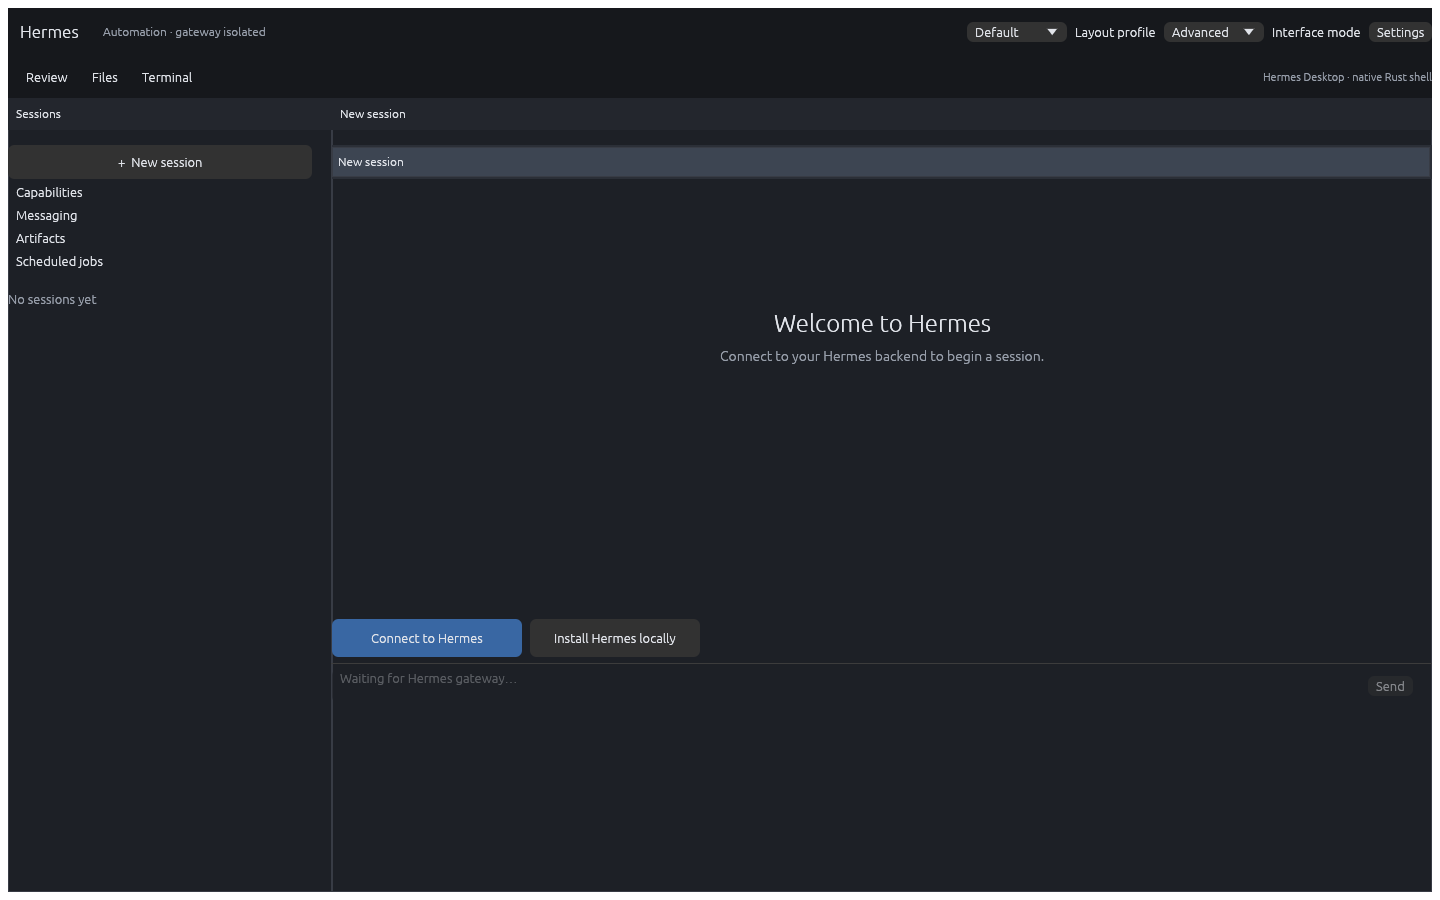 Hermes Automation · gateway isolated Default Layout profile Advanced Interface mode Settings
Review Files Terminal Hermes Desktop · native Rust shell
Sessions New session
+ New session New session
Capabilities
Messaging
Artifacts
Scheduled jobs
No sessions yet
Welcome to Hermes
Connect to your Hermes backend to begin a session.
Connect to Hermes Install Hermes locally
Waiting for Hermes gateway... Send